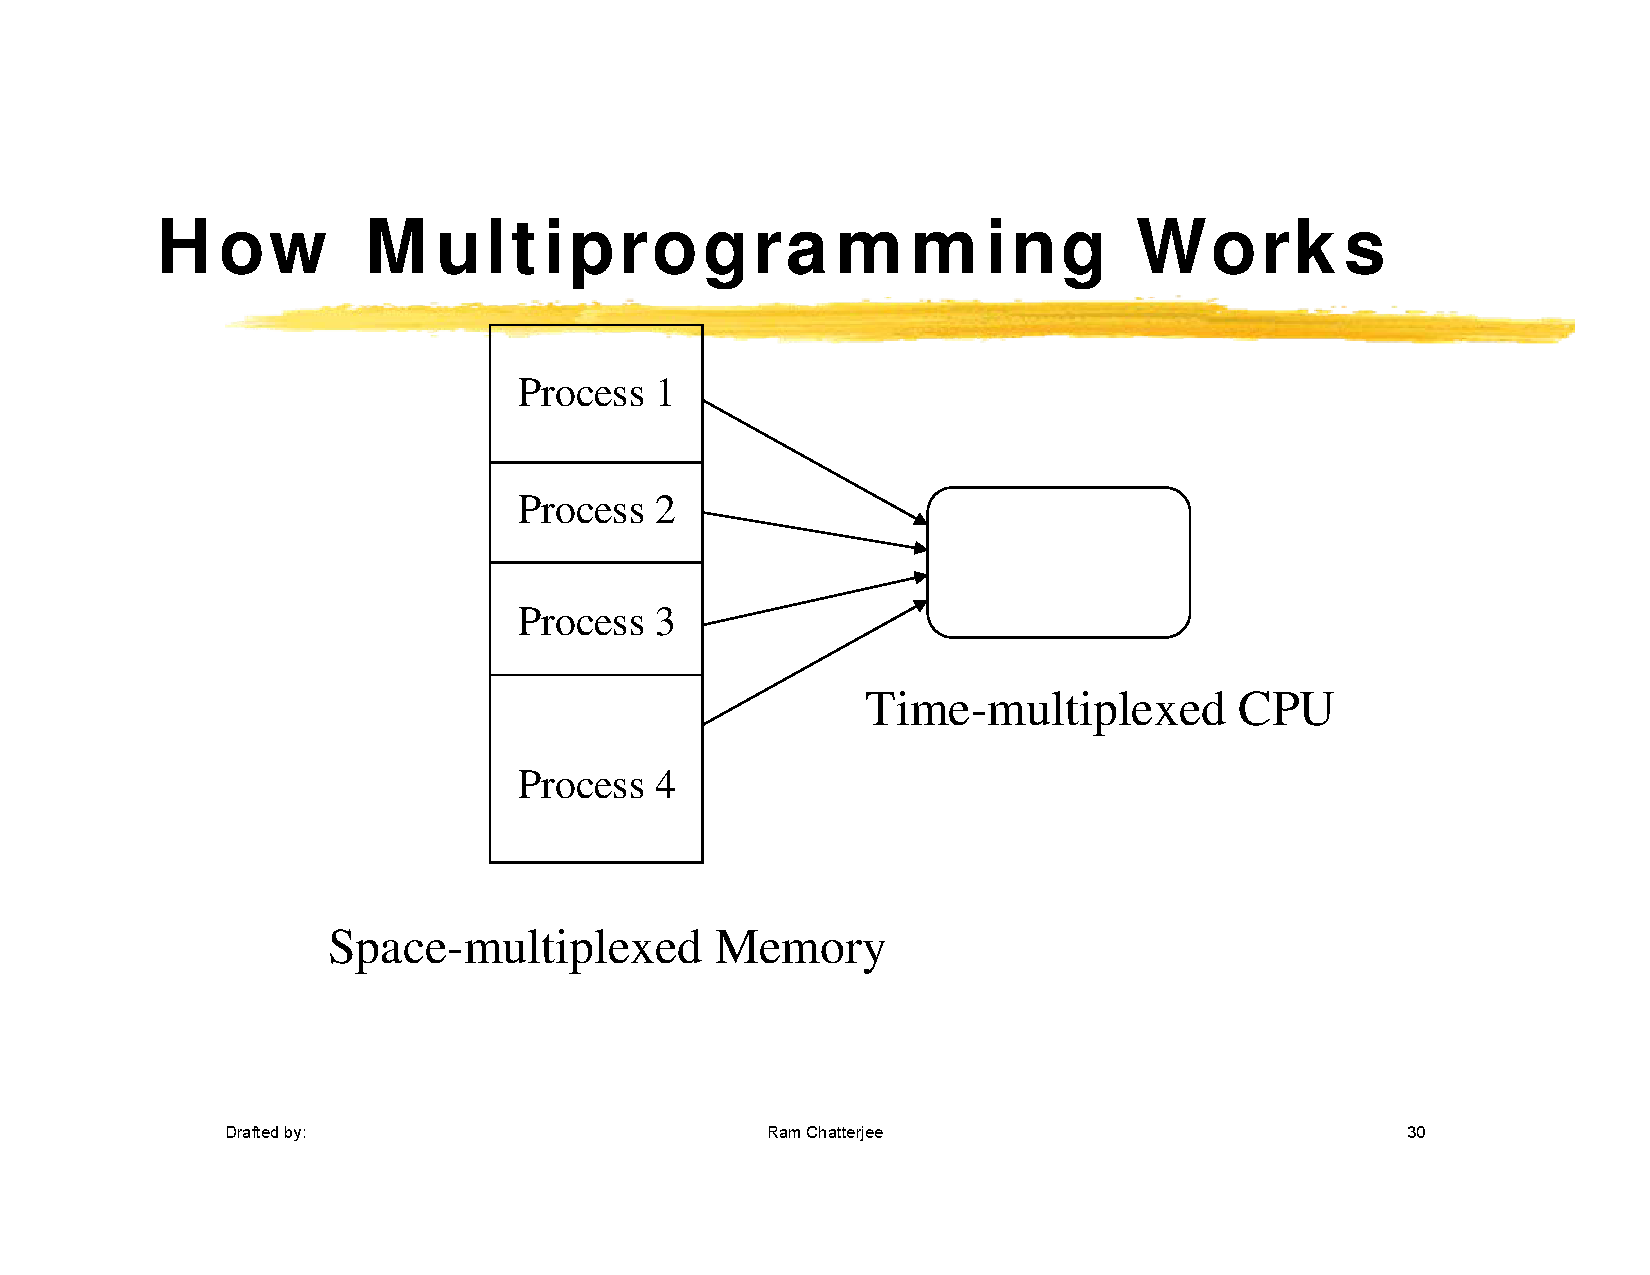 How Multiprogramming Works
Process 1
Process 2
Process 3
Time-multiplexed CPU
Process 4
Space-multiplexed Memory
Drafted by:
Ram Chatterjee
30